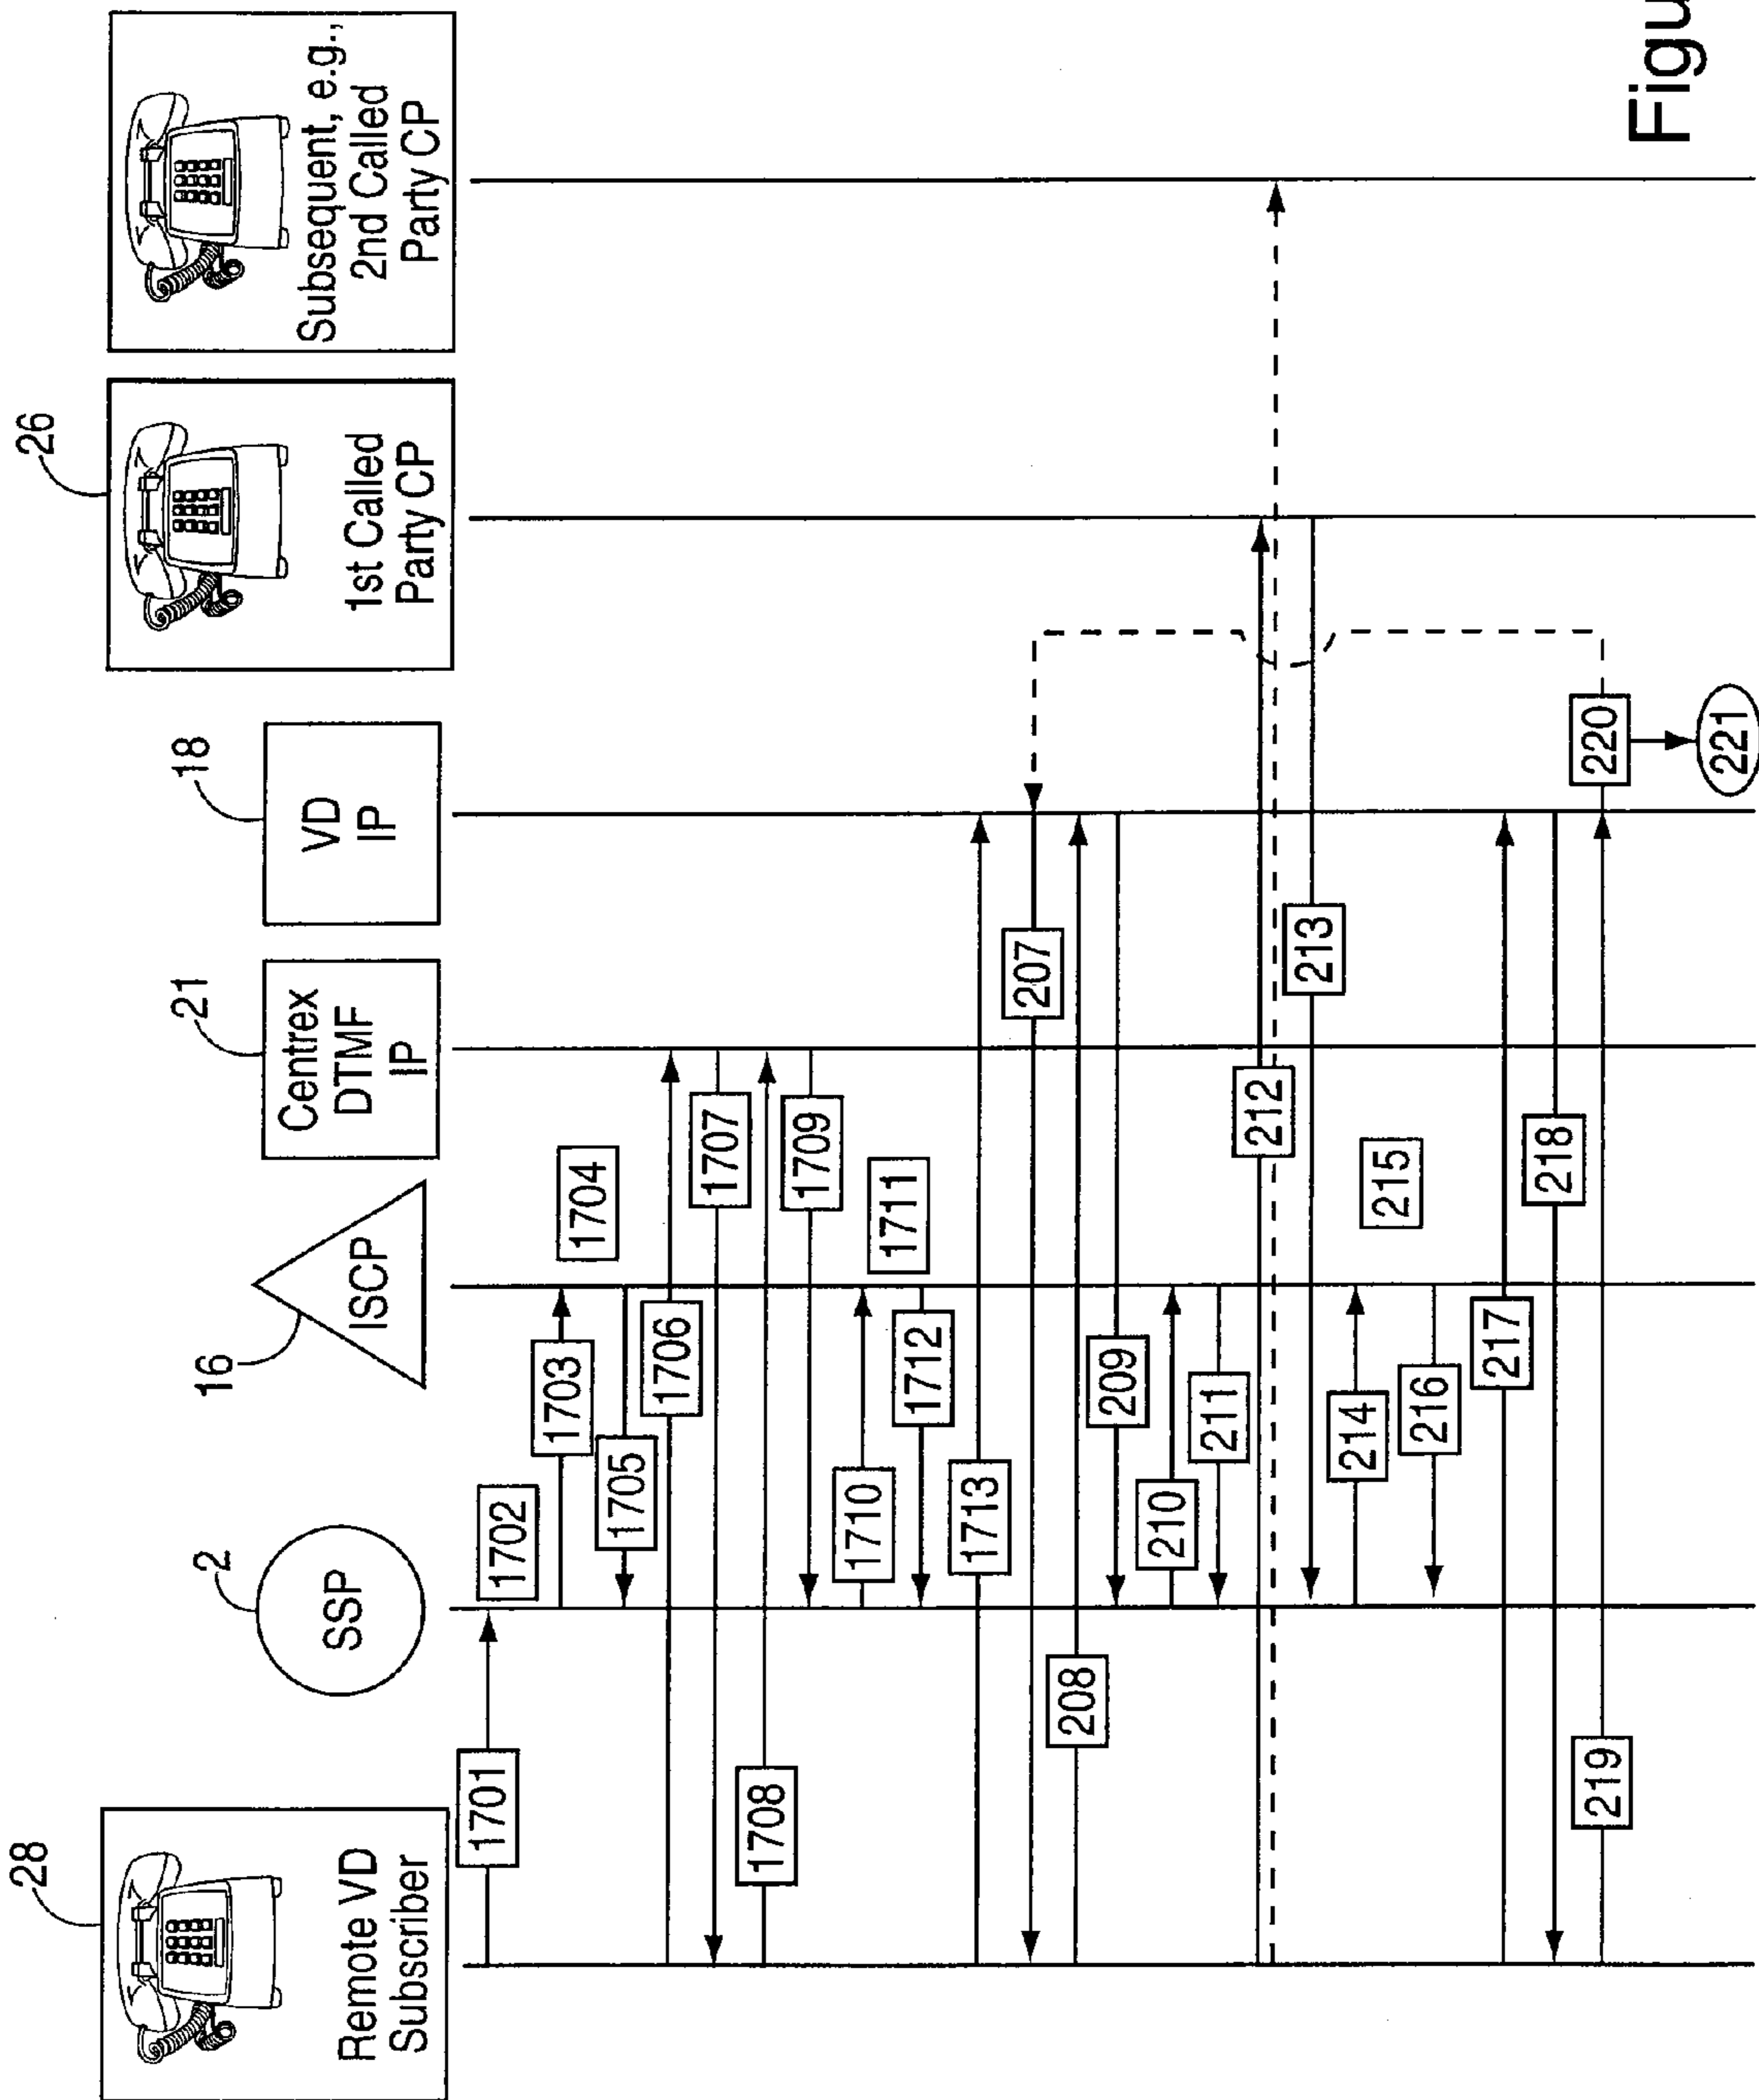 28
Remote VD
Subscriber
2
SSP
16
ISCP
21
Centrex
DTMF
IP
18
VD
IP
26
1st Called
Party CP
Subsequent, e.g.,
2nd Called
Party CP
1701
1702
1703
1704
1705
1706
1707
1708
1709
1710
1711
1712
1713
207
208
209
210
211
212
213
214
215
216
217
218
219
220
221
Figu